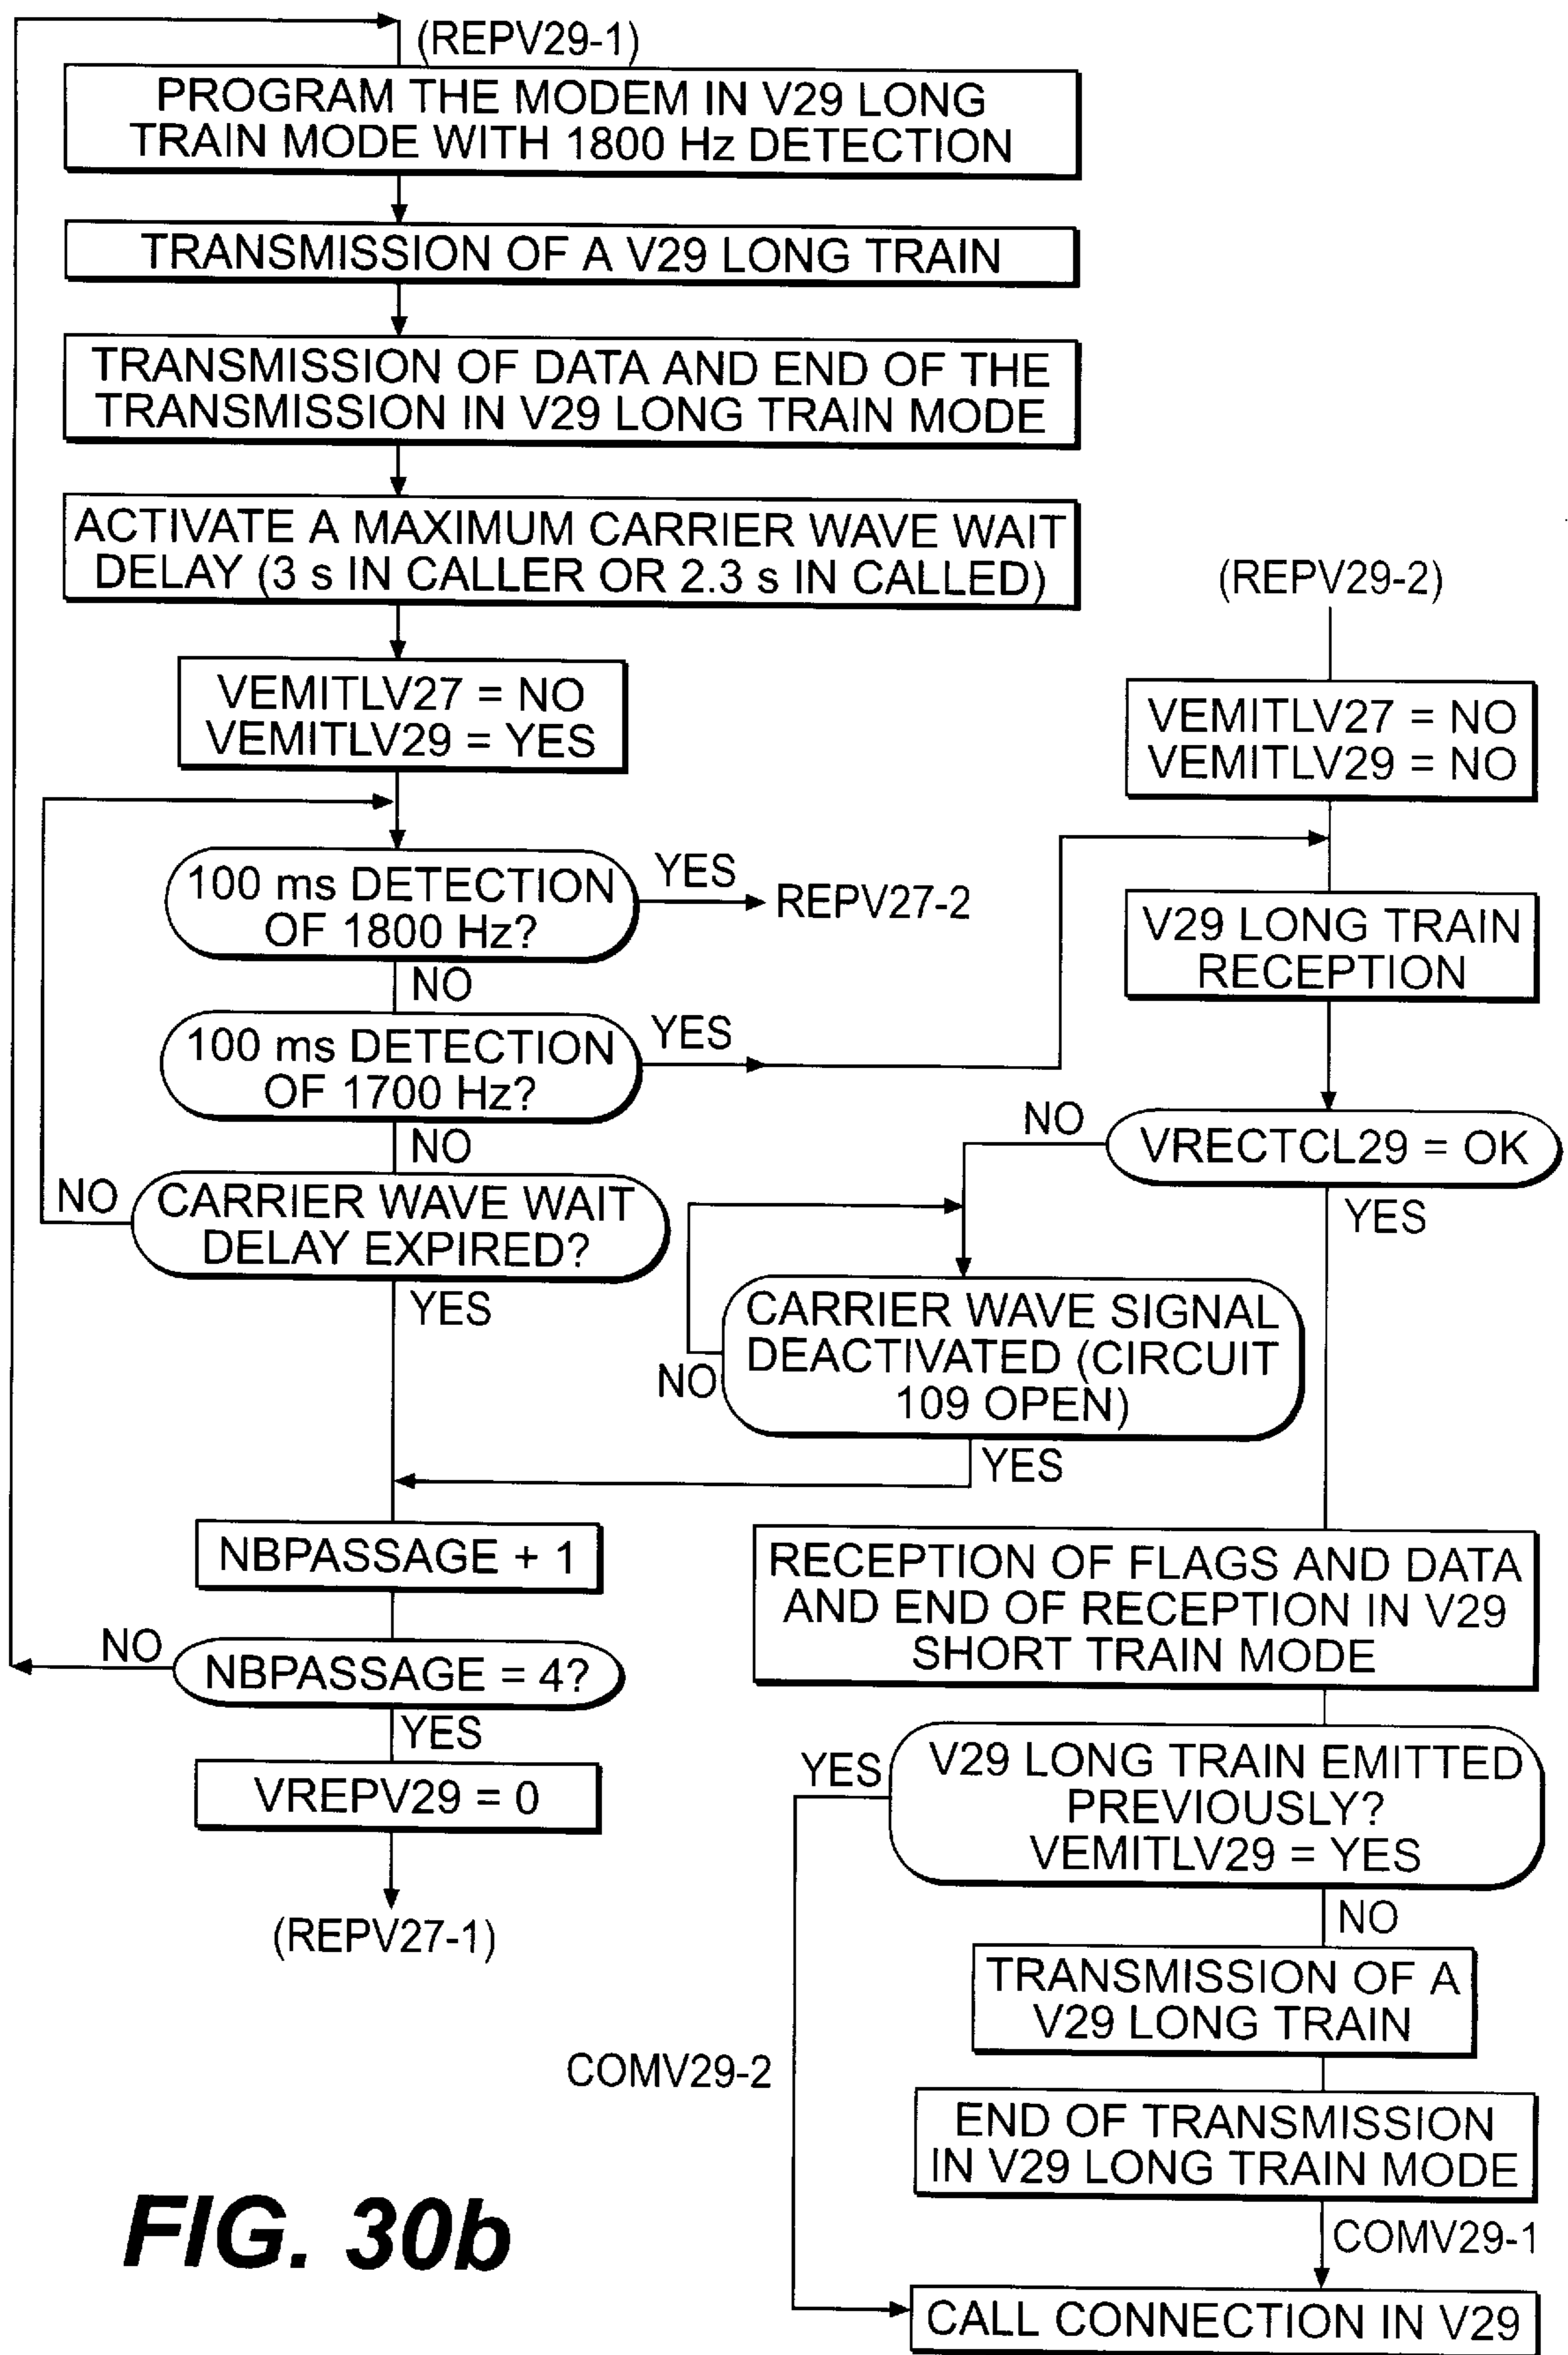 (REPV29-1)
PROGRAM THE MODEM IN V29 LONG
TRAIN MODE WITH 1800 Hz DETECTION
TRANSMISSION OF A V29 LONG TRAIN
TRANSMISSION OF DATA AND END OF THE
TRANSMISSION IN V29 LONG TRAIN MODE
ACTIVATE A MAXIMUM CARRIER WAVE WAIT
DELAY (3 s IN CALLER OR 2.3 s IN CALLED)
VEMITLV27 = NO
VEMITLV29 = YES
100 ms DETECTION
OF 1800 Hz?
YES
REPV27-2
NO
100 ms DETECTION
OF 1700 Hz?
YES
NO
CARRIER WAVE WAIT
DELAY EXPIRED?
NO
YES
NBPASSAGE + 1
NBPASSAGE = 4?
NO
YES
VREPV29 = 0
(REPV27-1)
(REPV29-2)
VEMITLV27 = NO
VEMITLV29 = NO
V29 LONG TRAIN
RECEPTION
VRECTCL29 = OK
NO
YES
CARRIER WAVE SIGNAL
DEACTIVATED (CIRCUIT
109 OPEN)
NO
YES
RECEPTION OF FLAGS AND DATA
AND END OF RECEPTION IN V29
SHORT TRAIN MODE
V29 LONG TRAIN EMITTED
PREVIOUSLY?
VEMITLV29 = YES
YES
NO
TRANSMISSION OF A
V29 LONG TRAIN
COMV29-2
END OF TRANSMISSION
IN V29 LONG TRAIN MODE
COMV29-1
CALL CONNECTION IN V29
FIG. 30b